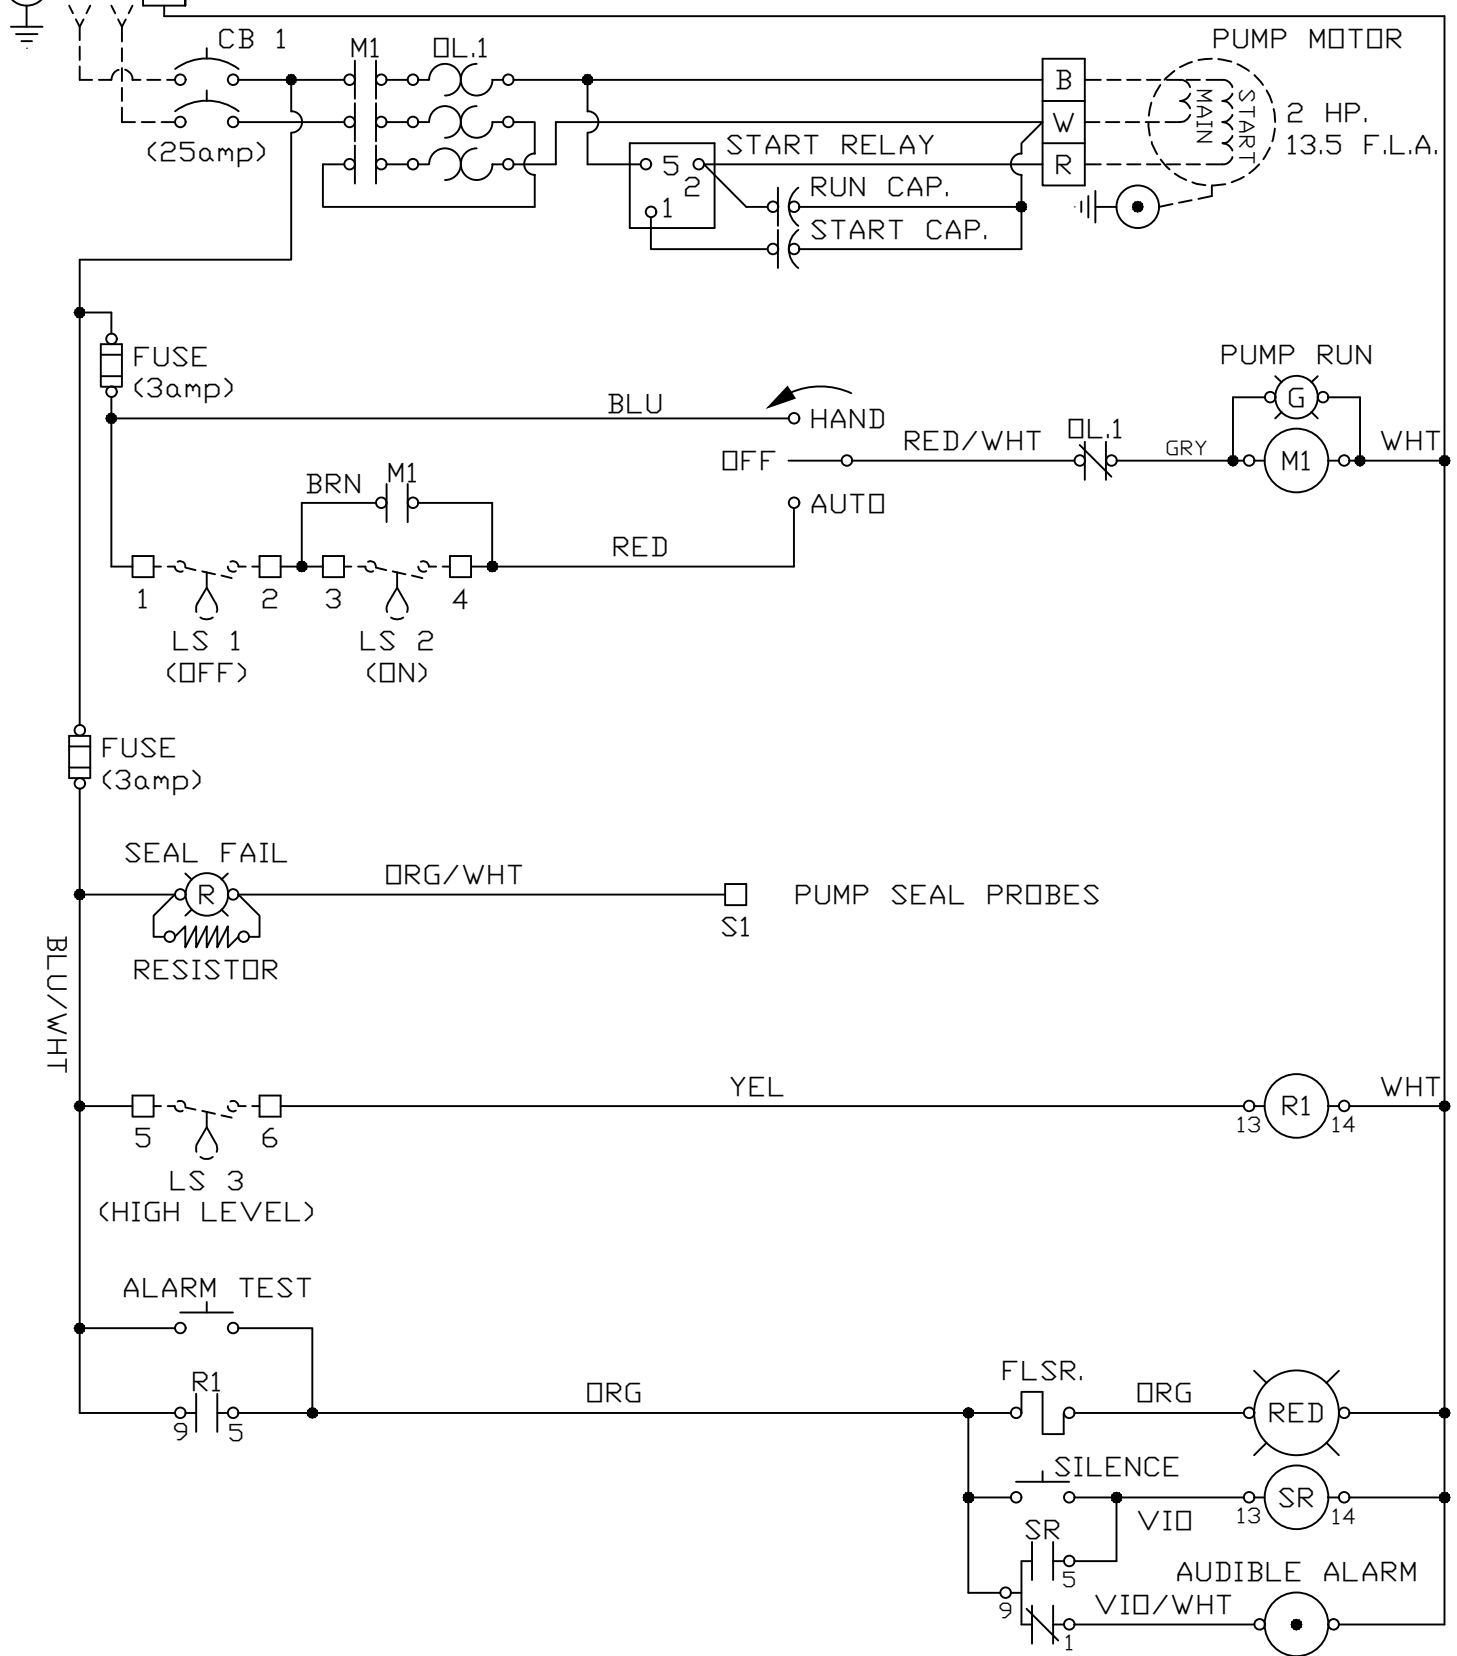 CB 1
M1
OL.1
PUMP MOTOR
(25amp)
B
W
R
MAIN
START
2 HP.
13.5 F.L.A.
START RELAY
5
2
1
RUN CAP.
START CAP.
FUSE
(3amp)
BLU
HAND
OFF
AUTO
RED/WHT
OL.1
GRY
PUMP RUN
G
M1
WHT
BRN
M1
RED
1
2
3
4
LS 1
(OFF)
LS 2
(ON)
FUSE
(3amp)
SEAL FAIL
R
ORG/WHT
S1
PUMP SEAL PROBES
RESISTOR
BLU/WHT
YEL
5
6
LS 3
(HIGH LEVEL)
R1
13
14
WHT
ALARM TEST
R1
9
5
ORG
FLSR.
ORG
RED
SILENCE
VIO
SR
13
14
SR
5
9
1
VIO/WHT
AUDIBLE ALARM